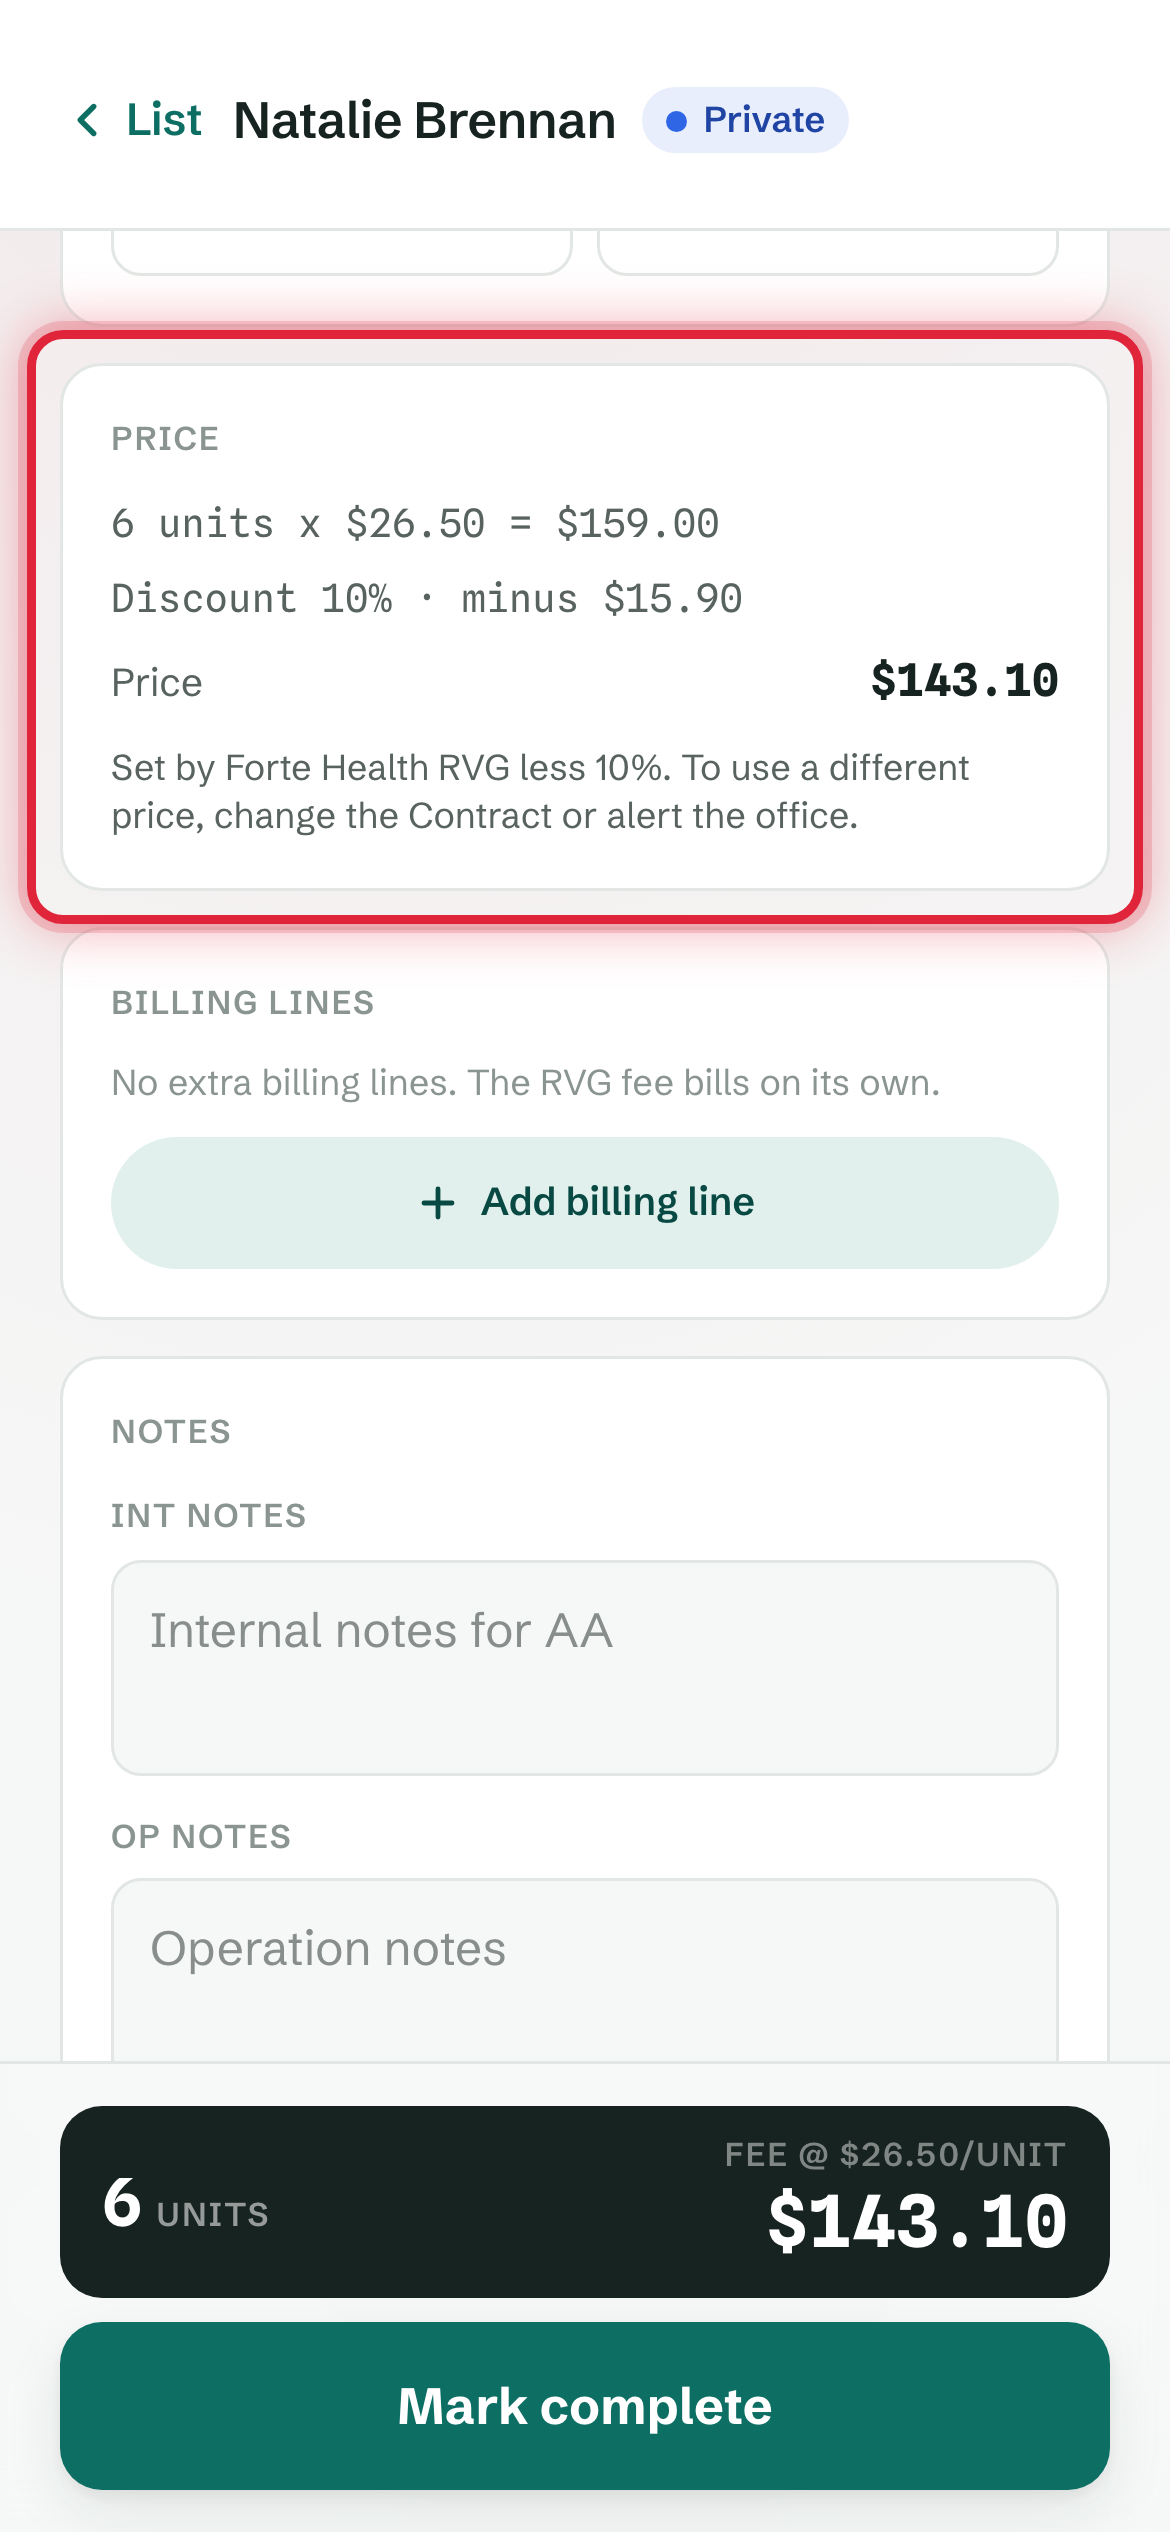 List Natalie Brennan Private
PRICE
6 units x $26.50 = $159.00
Discount 10% · minus $15.90
Price $143.10
Set by Forte Health RVG less 10%. To use a different
price, change the Contract or alert the office.
BILLING LINES
No extra billing lines. The RVG fee bills on its own.
+ Add billing line
NOTES
INT NOTES
Internal notes for AA
OP NOTES
Operation notes
FEE @ $26.50/UNIT
6 UNITS $143.10
Mark complete